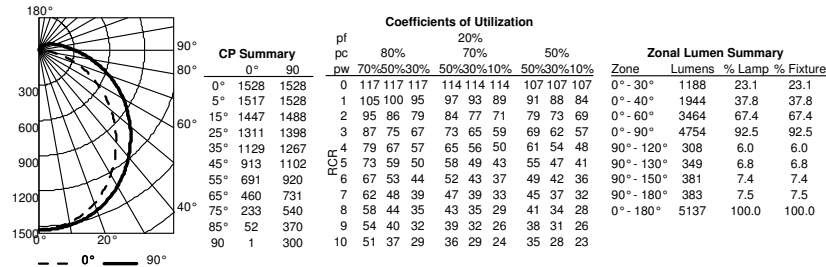 180°
90°
80°
60°
40°
300
600
900
1200
1500
0° 20°
0° 90°
CP Summary
0° 90
0° 1528 1528
5° 1517 1528
15° 1447 1488
25° 1311 1398
35° 1129 1267
45° 913 1102
55° 691 920
65° 460 731
75° 233 540
85° 52 370
90 1 300
Coefficients of Utilization
pf 20%
pc 80% 70% 50%
pw 70%50%30% 50%30%10% 50%30%10%
RCR
0 117 117 117 114 114 114 107 107 107
1 105 100 95 97 93 89 91 88 84
2 95 86 79 84 77 71 79 73 69
3 87 75 67 73 65 59 69 62 57
4 79 67 57 65 56 50 61 54 48
5 73 59 50 58 49 43 55 47 41
6 67 53 44 52 43 37 49 42 36
7 62 48 39 47 39 33 45 37 32
8 58 44 35 43 35 29 41 34 28
9 54 40 32 39 32 26 38 31 26
10 51 37 29 36 29 24 35 28 23
Zonal Lumen Summary
Zone Lumens % Lamp % Fixture
0° - 30° 1188 23.1 23.1
0° - 40° 1944 37.8 37.8
0° - 60° 3464 67.4 67.4
0° - 90° 4754 92.5 92.5
90° - 120° 308 6.0 6.0
90° - 130° 349 6.8 6.8
90° - 150° 381 7.4 7.4
90° - 180° 383 7.5 7.5
0° - 180° 5137 100.0 100.0